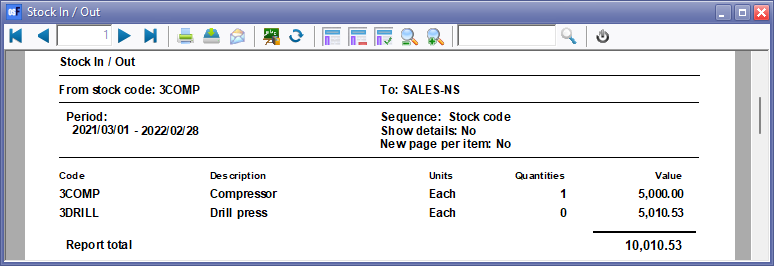 Stock In / Out
1
Stock In / Out
From stock code: 3COMP To: SALES-NS
Period: Sequence: Stock code
2021/03/01 - 2022/02/28 Show details: No
New page per item: No
Code Description Units Quantities Value
3COMP Compressor Each 1 5,000.00
3DRILL Drill press Each 0 5,010.53
Report total 10,010.53